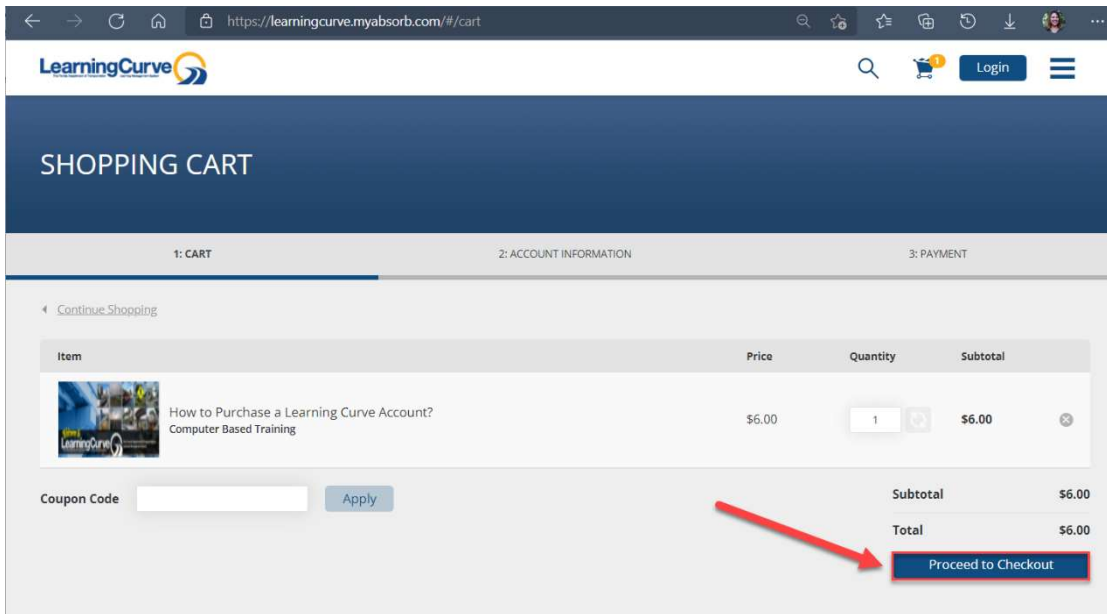 https://learningcurve.myabsorb.com/#/cart
LearningCurve
1
Login
SHOPPING CART
1: CART
2: ACCOUNT INFORMATION
3: PAYMENT
Continue Shopping
Item Price Quantity Subtotal
How to Purchase a Learning Curve Account?
Computer Based Training
$6.00 1 $6.00
LearningCurve
Coupon Code Apply
Subtotal $6.00
Total $6.00
Proceed to Checkout